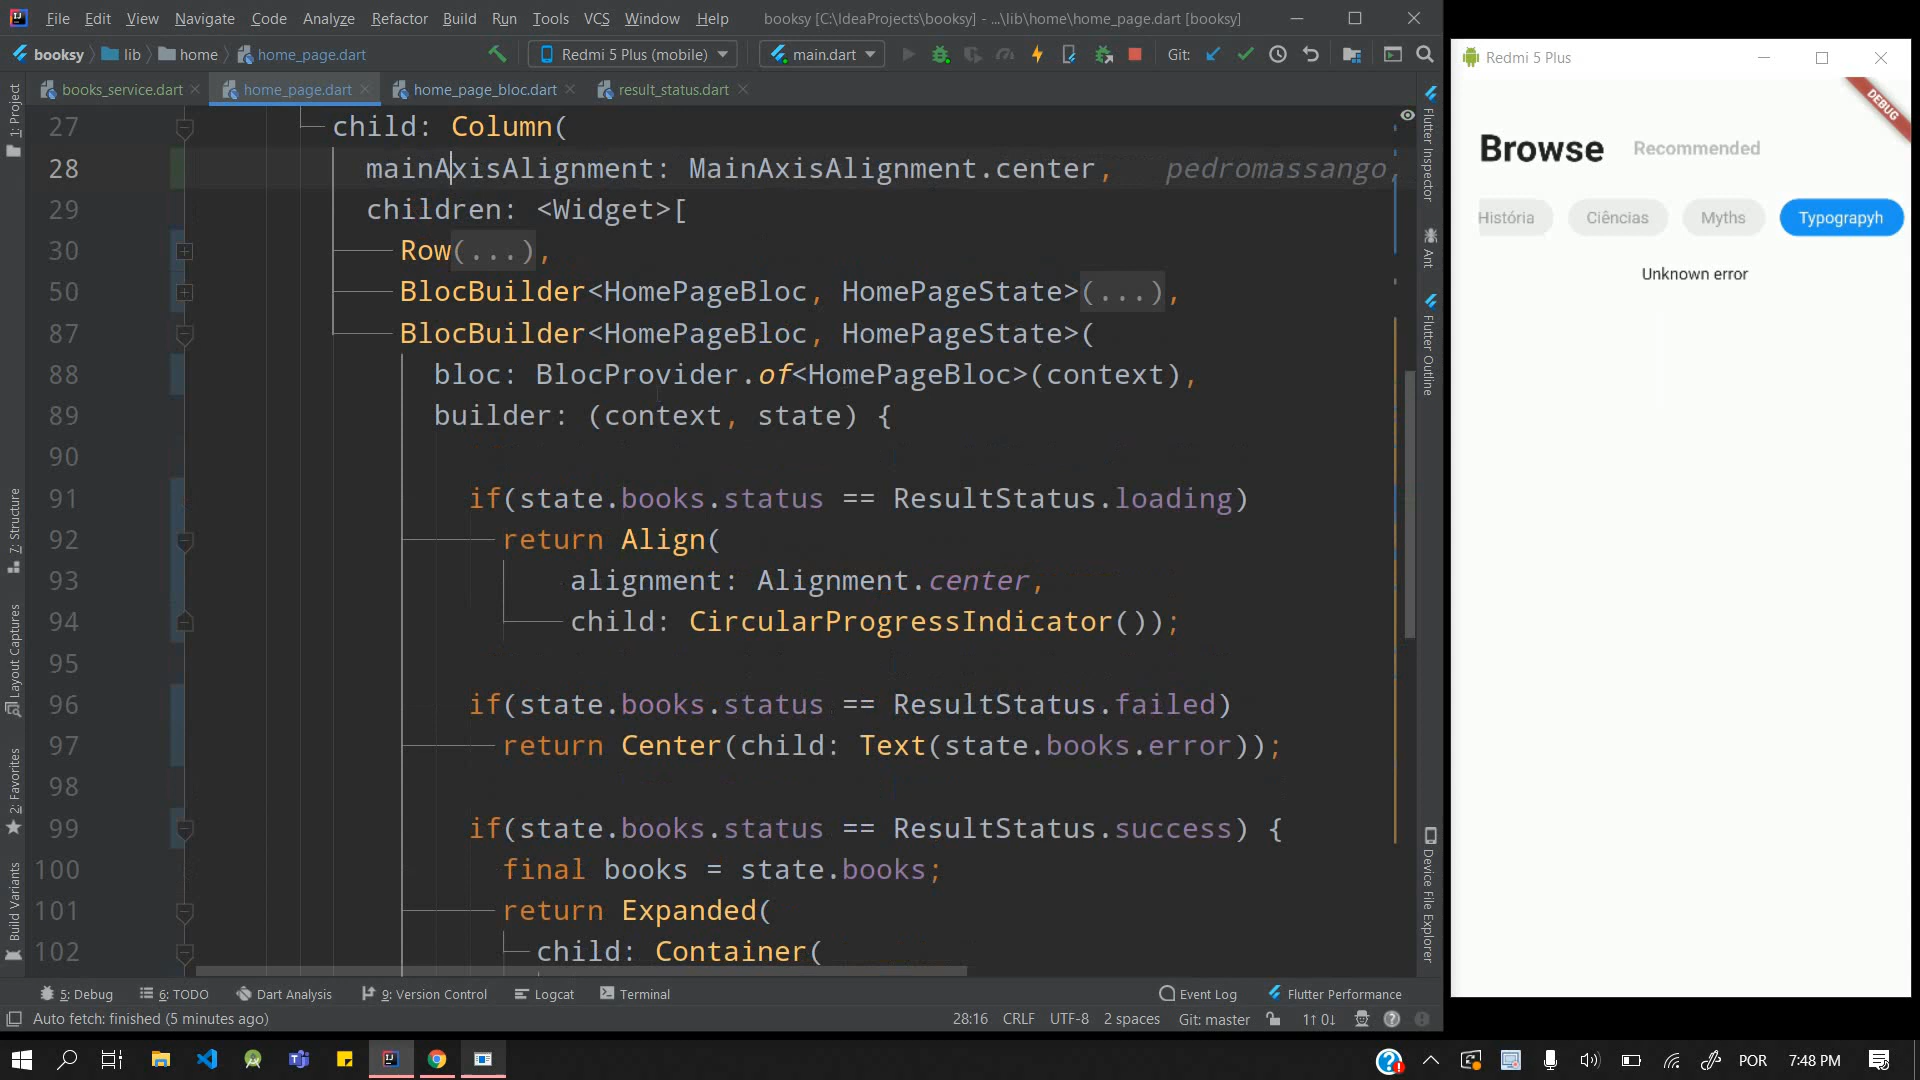 File Edit View Navigate Code Analyze Refactor Build Run Tools VCS Window Help booksy [C:\IdeaProjects\booksy] - ...\lib\home\home_page.dart [booksy]
booksy lib home home_page.dart Redmi 5 Plus (mobile) main.dart Git:
books_service.dart home_page.dart home_page_bloc.dart result_status.dart
27 child: Column(
28 mainAxisAlignment: MainAxisAlignment.center, pedromassango,
29 children: <Widget>[
30 Row(...),
50 BlocBuilder<HomePageBloc, HomePageState>(...),
87 BlocBuilder<HomePageBloc, HomePageState>(
88 bloc: BlocProvider.of<HomePageBloc>(context),
89 builder: (context, state) {
90
91 if(state.books.status == ResultStatus.loading)
92 return Align(
93 alignment: Alignment.center,
94 child: CircularProgressIndicator());
95
96 if(state.books.status == ResultStatus.failed)
97 return Center(child: Text(state.books.error));
98
99 if(state.books.status == ResultStatus.success) {
100 final books = state.books;
101 return Expanded(
102 child: Container(
1: Project
7: Structure
Layout Captures
2: Favorites
Build Variants
Flutter Inspector
Ant
Flutter Outline
Device File Explorer
5: Debug 6: TODO Dart Analysis 9: Version Control Logcat Terminal Event Log Flutter Performance
Auto fetch: finished (5 minutes ago) 28:16 CRLF UTF-8 2 spaces Git: master 1↑ 0↓
Redmi 5 Plus
DEBUG
Browse Recommended
História Ciências Myths Typograpyh
Unknown error
POR 7:48 PM